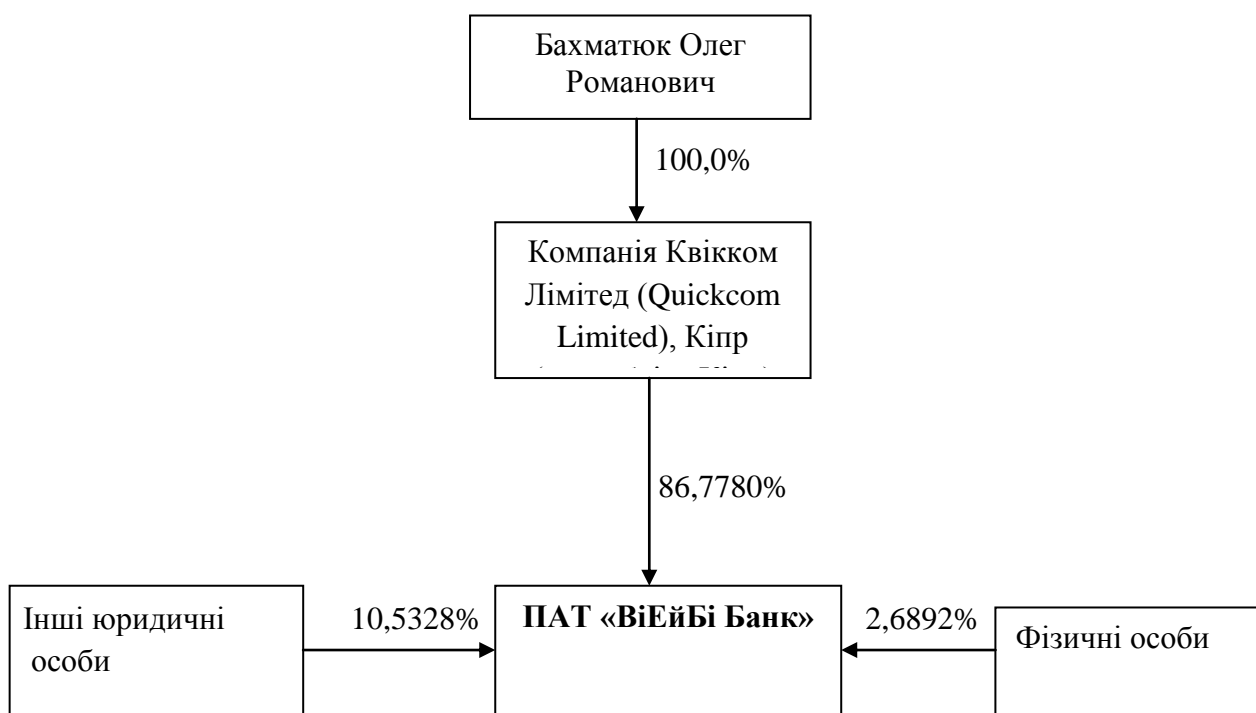 Бахматюк Олег
Романович
100,0%
Компанія Квікком
Лімітед (Quickcom
Limited), Кіпр
86,7780%
Інші юридичні
особи
10,5328%
ПАТ «ВіЕйБі Банк»
2,6892%
Фізичні особи